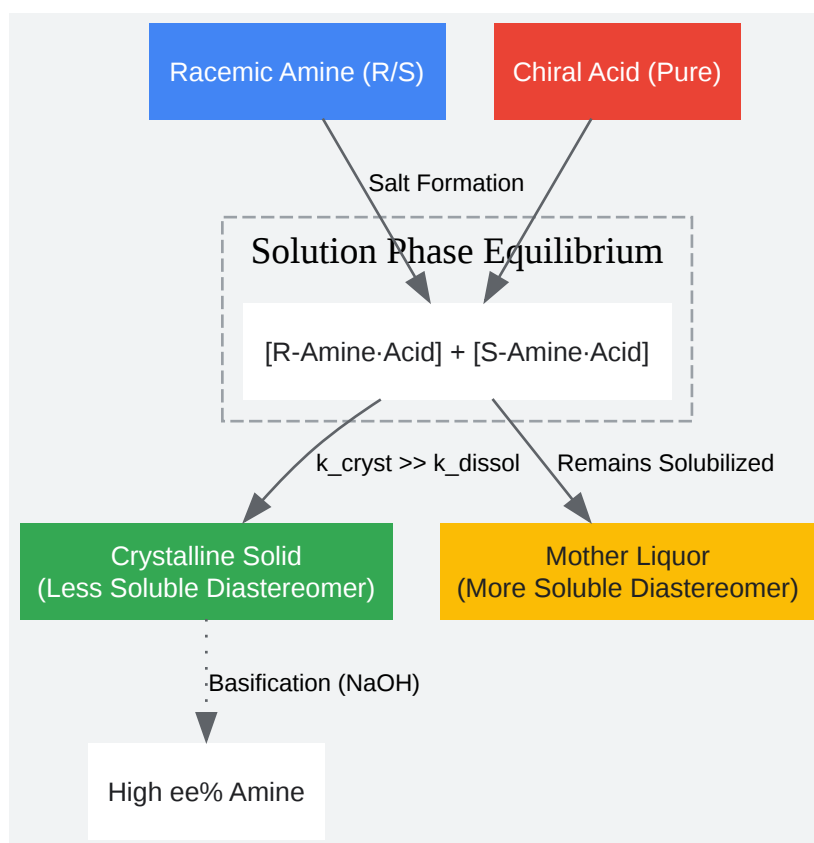 Racemic Amine (R/S)
Chiral Acid (Pure)
Salt Formation
Solution Phase Equilibrium
[R-Amine·Acid] + [S-Amine·Acid]
k_cryst >> k_dissol
Remains Solubilized
Crystalline Solid
(Less Soluble Diastereomer)
Mother Liquor
(More Soluble Diastereomer)
Basification (NaOH)
High ee% Amine